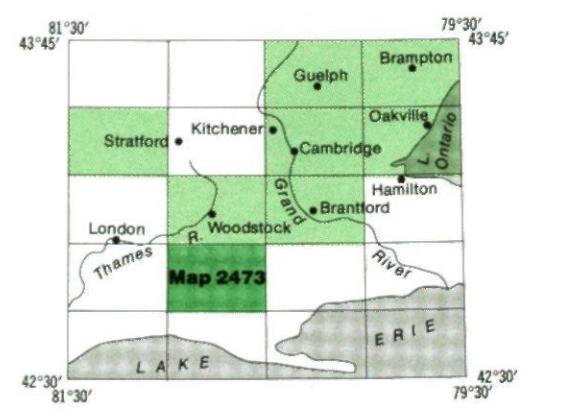 81°30'
79°30'
43°45'
43°45'
Brampton
Guelph
Oakville
Kitchener
Stratford
Cambridge
L. Ontario
Hamilton
Grand
Brantford
Woodstock
London
R.
Thames
River
Map 2473
ERIE
LAKE
42°30'
42°30'
81°30'
79°30'